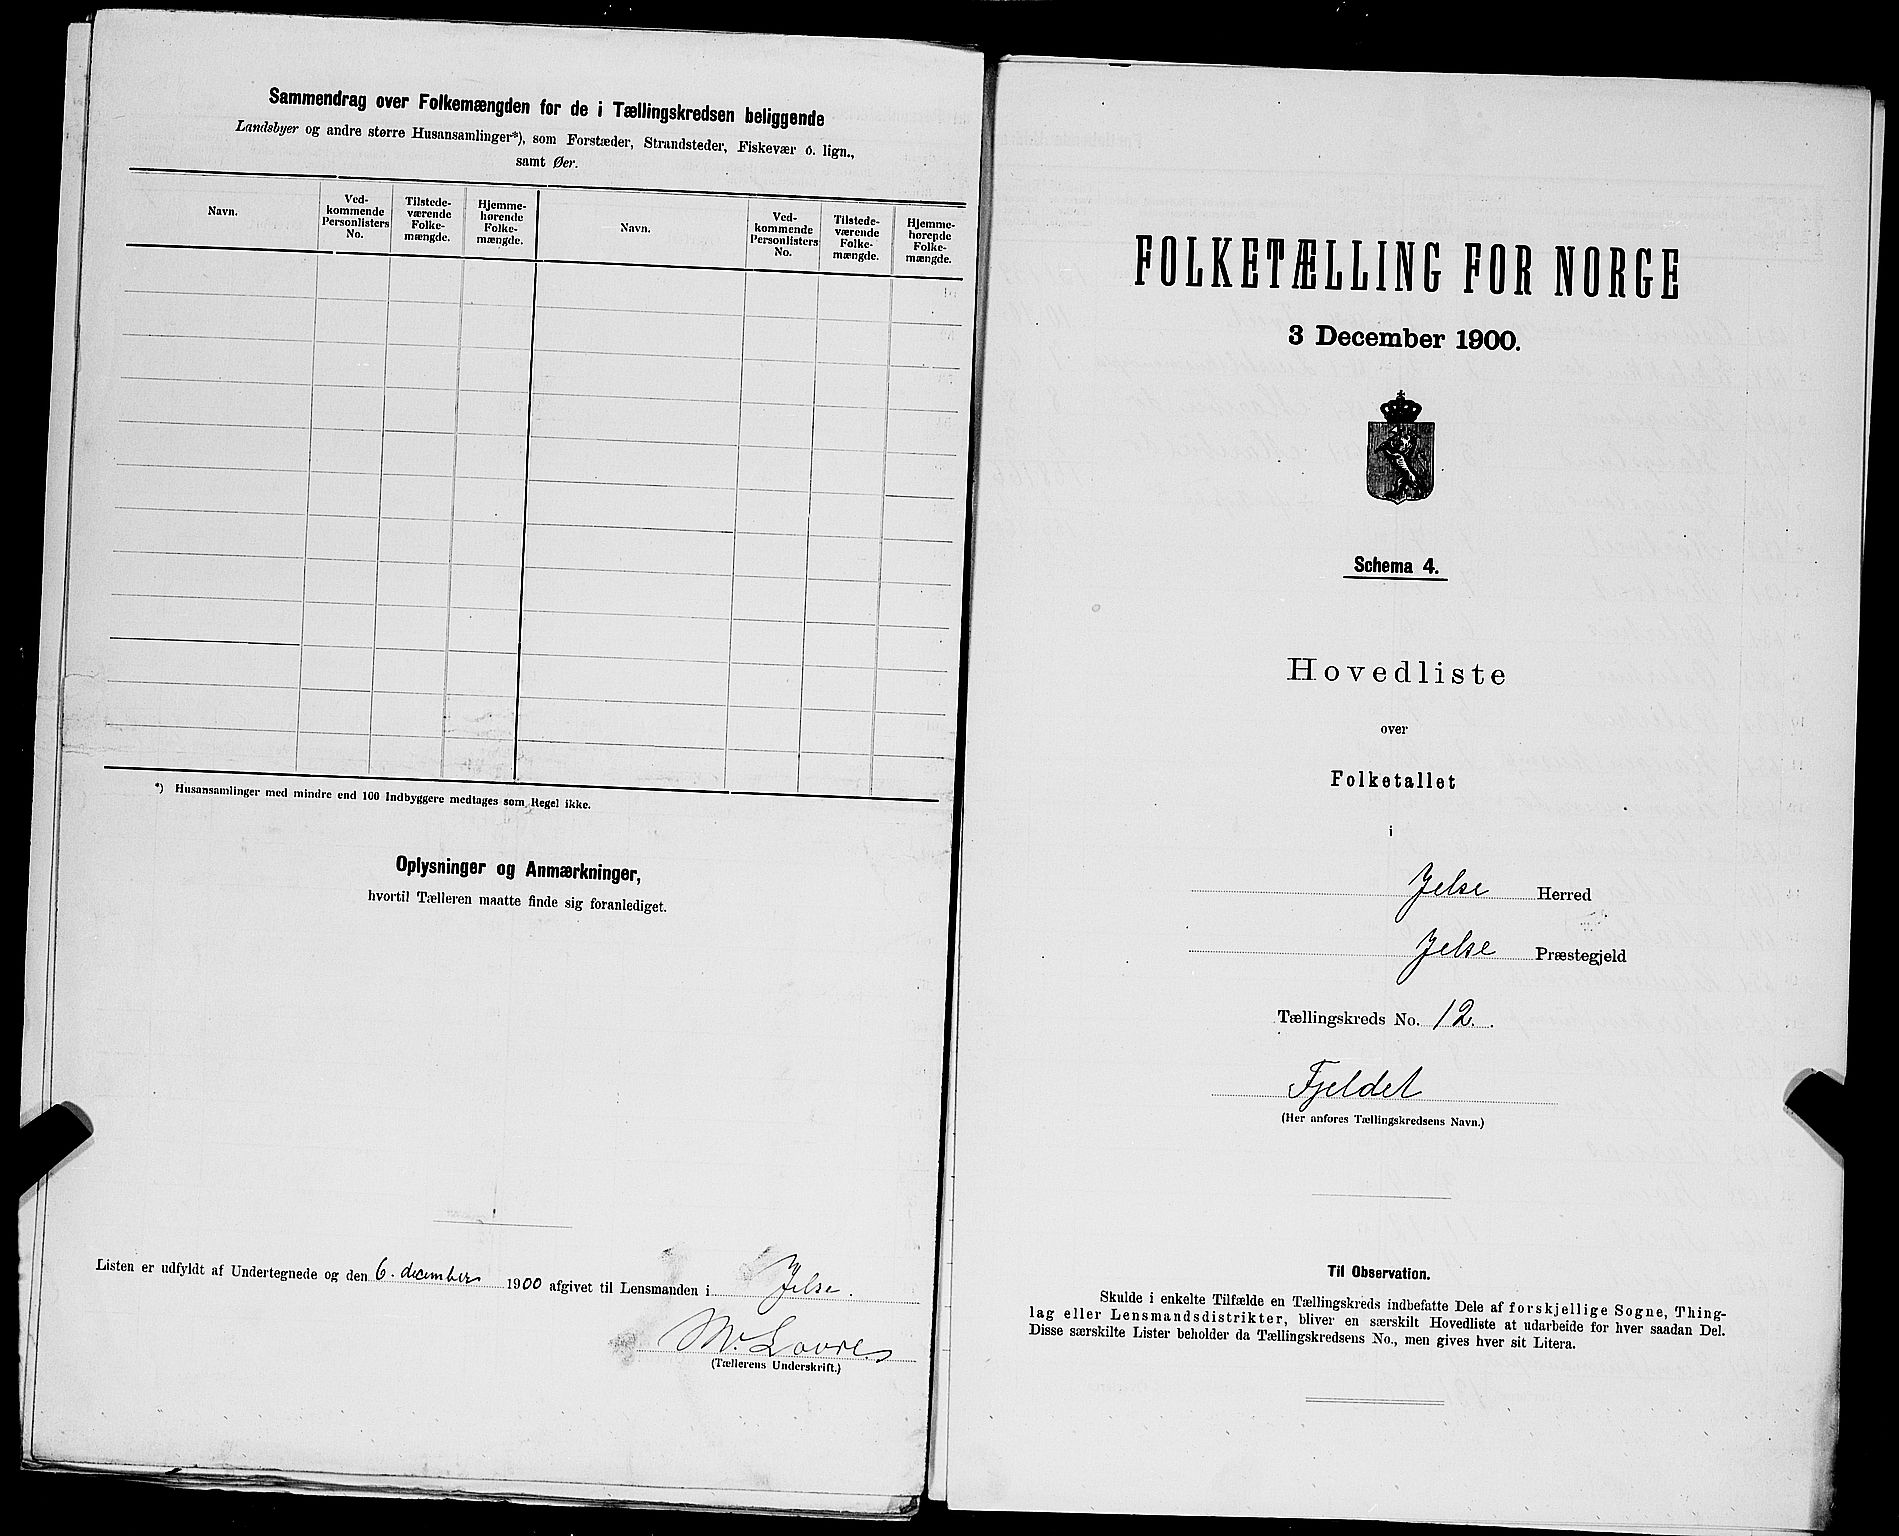 Sammendrag over Folkemængden for de i Tællingskredsen beliggende
Landsbyer og andre større Husansamlinger*), som Forstæder, Strandsteder, Fiskevær o. lign.,
samt Øer.
Navn.
Ved-
kommende
Personlisters
No.
Tilstede-
værende
Folke-
mængde.
Hjemme-
hørende
Folke-
mængde.
Navn.
Ved-
kommende
Personlisters
No.
Tilstede-
værende
Folke-
mængde.
Hjemme-
hørende
Folke-
mængde.
*) Husansamlinger med mindre end 100 Indbyggere medtages som Regel ikke.
Oplysninger og Anmærkninger,
hvortil Tælleren maatte finde sig foranlediget.
Listen er udfyldt af Undertegnede og den 6. december 1900 afgivet til Lensmanden i Jelse.
M. Lovre
(Tællerens Underskrift.)
FOLKETÆLLING FOR NORGE
3 December 1900.
Schema 4.
Hovedliste
over
Folketallet
i
Jelse Herred
Jelse Præstegjeld
Tællingskreds No. 12.
Fjeldet
(Her anføres Tællingskredsens Navn.)
Til Observation.
Skulde i enkelte Tilfælde en Tællingskreds indbefatte Dele af forskjellige Sogne, Thing-
lag eller Lensmandsdistrikter, bliver en særskilt Hovedliste at udarbeide for hver saadan Del.
Disse særskilte Lister beholder da Tællingskredsens No., men gives hver sit Litera.